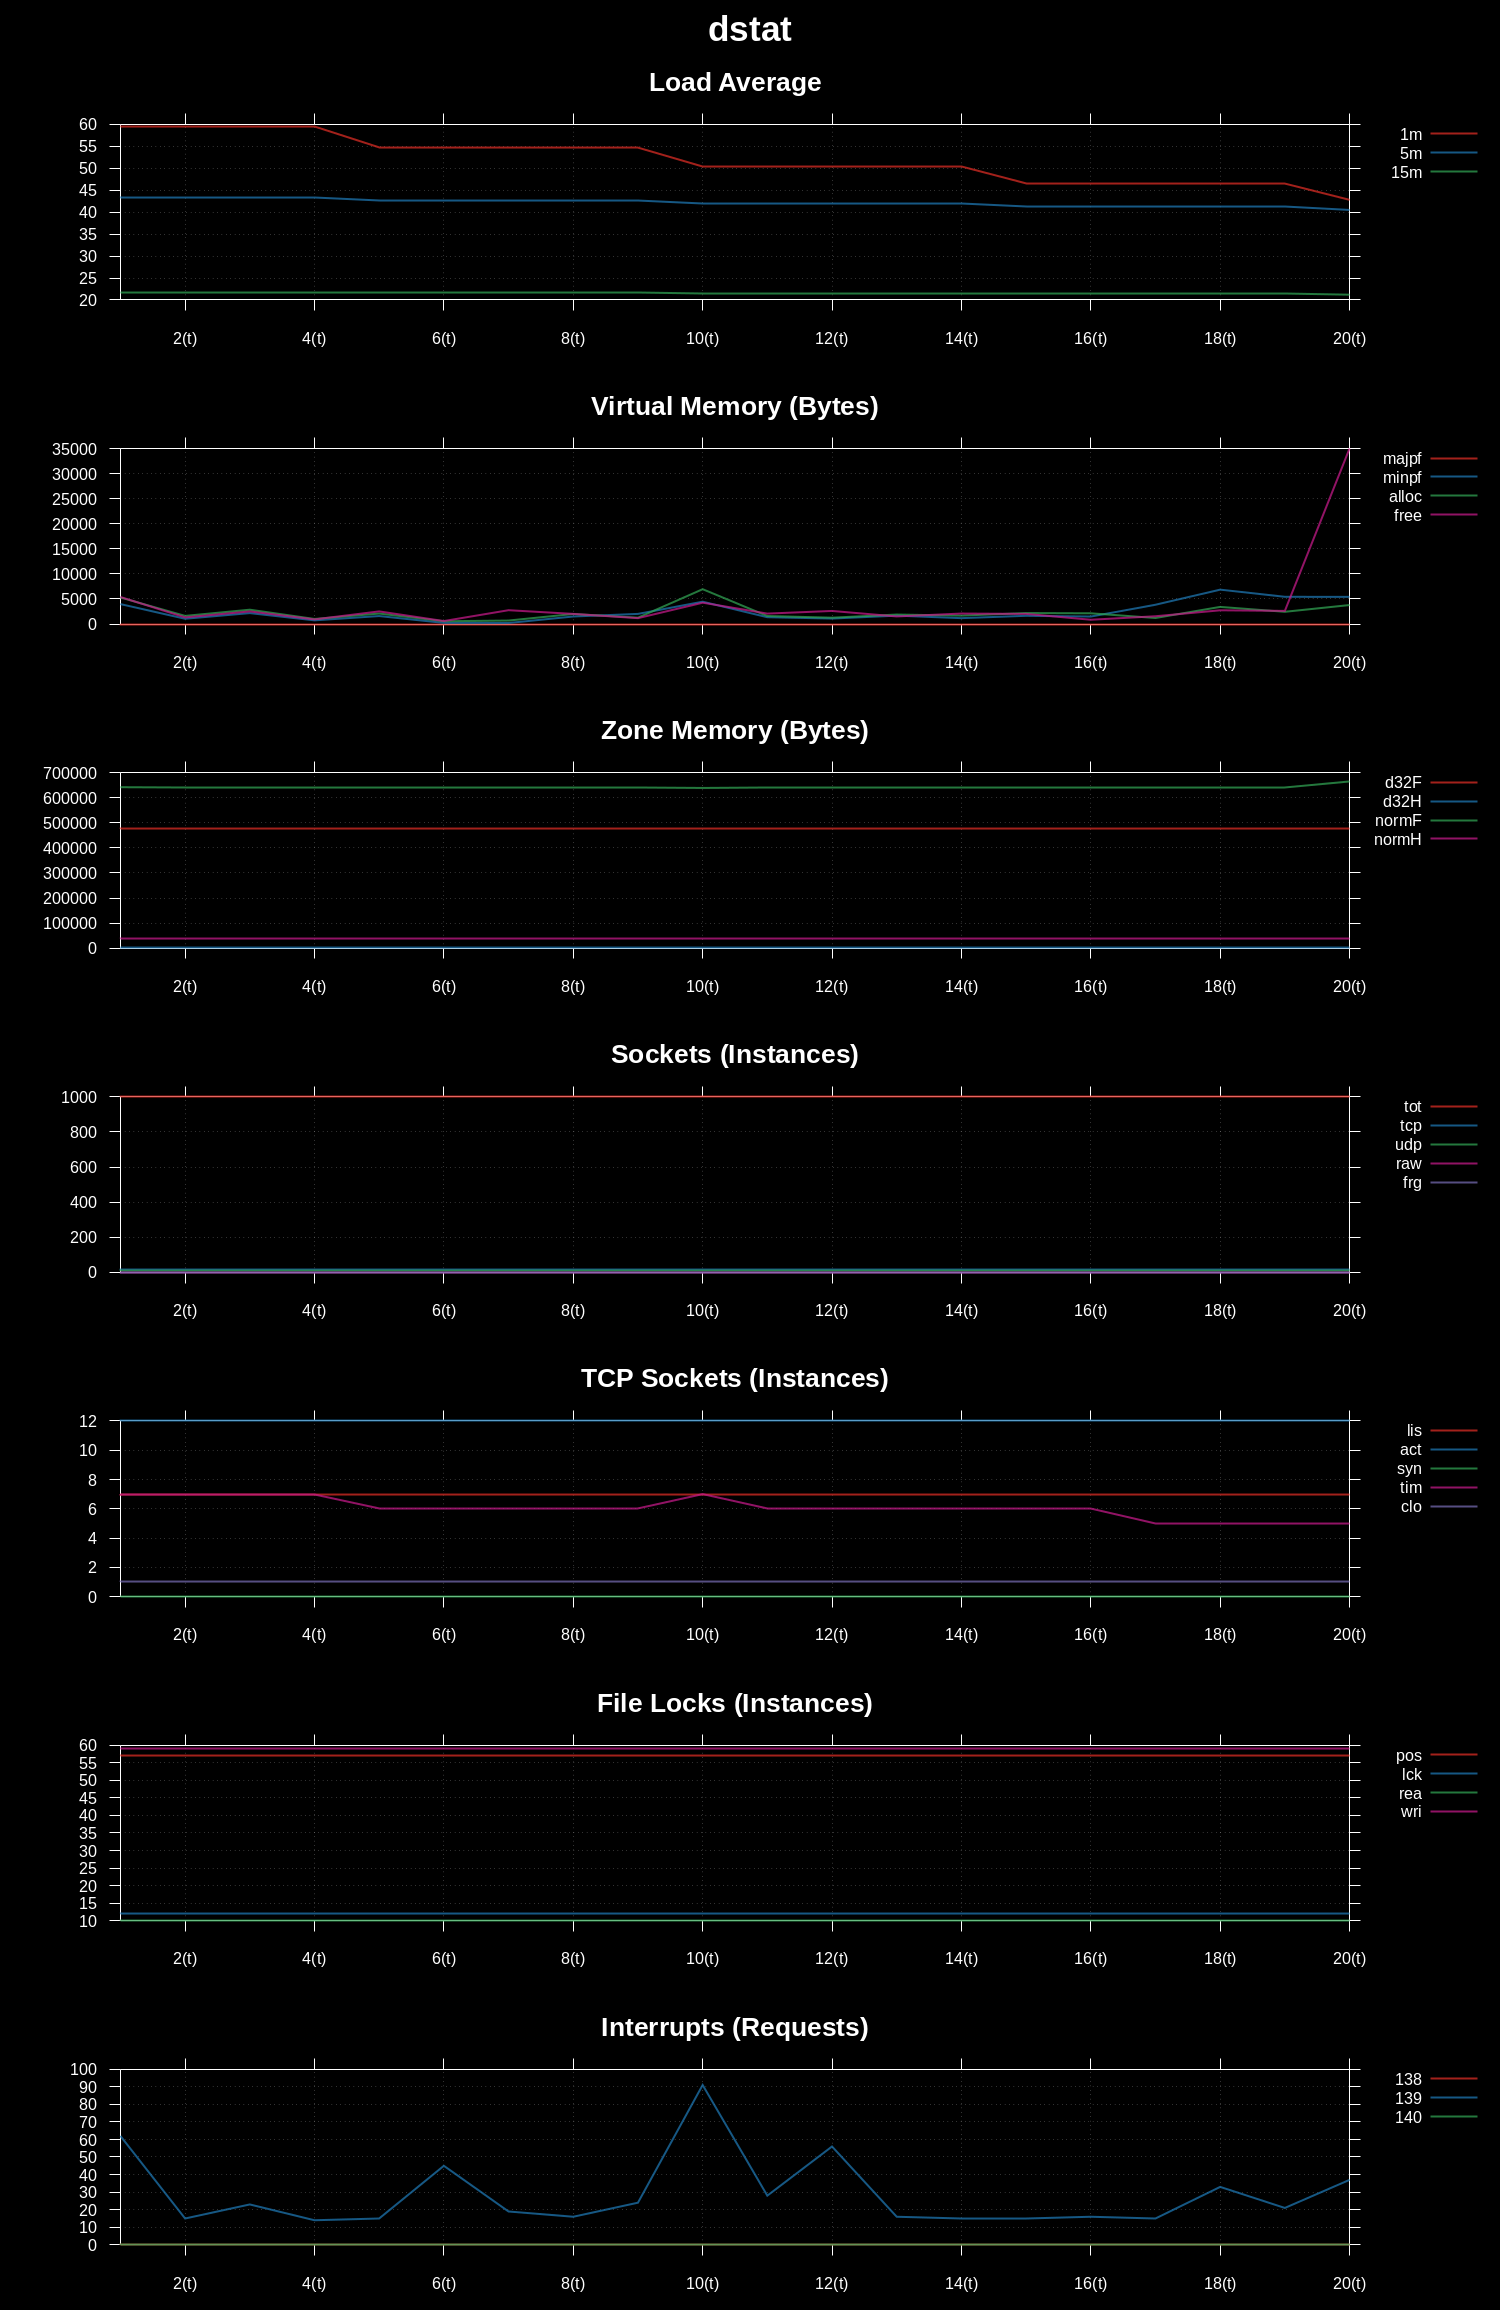 dstat
Load Average
60
55
50
45
40
35
30
25
20
1m
5m
15m
2(t) 4(t) 6(t) 8(t) 10(t) 12(t) 14(t) 16(t) 18(t) 20(t)
Virtual Memory (Bytes)
35000
30000
25000
20000
15000
10000
5000
0
majpf
minpf
alloc
free
2(t) 4(t) 6(t) 8(t) 10(t) 12(t) 14(t) 16(t) 18(t) 20(t)
Zone Memory (Bytes)
700000
600000
500000
400000
300000
200000
100000
0
d32F
d32H
normF
normH
2(t) 4(t) 6(t) 8(t) 10(t) 12(t) 14(t) 16(t) 18(t) 20(t)
Sockets (Instances)
1000
800
600
400
200
0
tot
tcp
udp
raw
frg
2(t) 4(t) 6(t) 8(t) 10(t) 12(t) 14(t) 16(t) 18(t) 20(t)
TCP Sockets (Instances)
12
10
8
6
4
2
0
lis
act
syn
tim
clo
2(t) 4(t) 6(t) 8(t) 10(t) 12(t) 14(t) 16(t) 18(t) 20(t)
File Locks (Instances)
60
55
50
45
40
35
30
25
20
15
10
pos
lck
rea
wri
2(t) 4(t) 6(t) 8(t) 10(t) 12(t) 14(t) 16(t) 18(t) 20(t)
Interrupts (Requests)
100
90
80
70
60
50
40
30
20
10
0
138
139
140
2(t) 4(t) 6(t) 8(t) 10(t) 12(t) 14(t) 16(t) 18(t) 20(t)